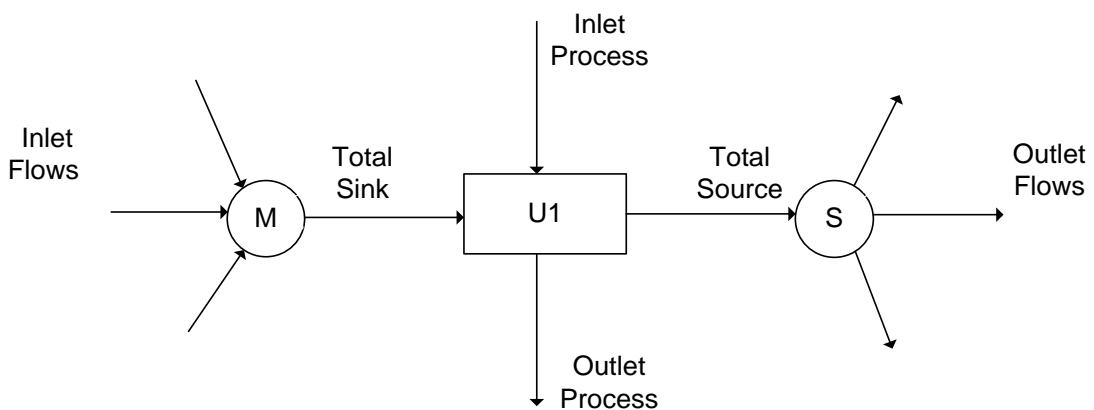 Inlet
Process
Inlet
Flows
Total
Sink
Total
Source
Outlet
Flows
M
U1
S
Outlet
Process